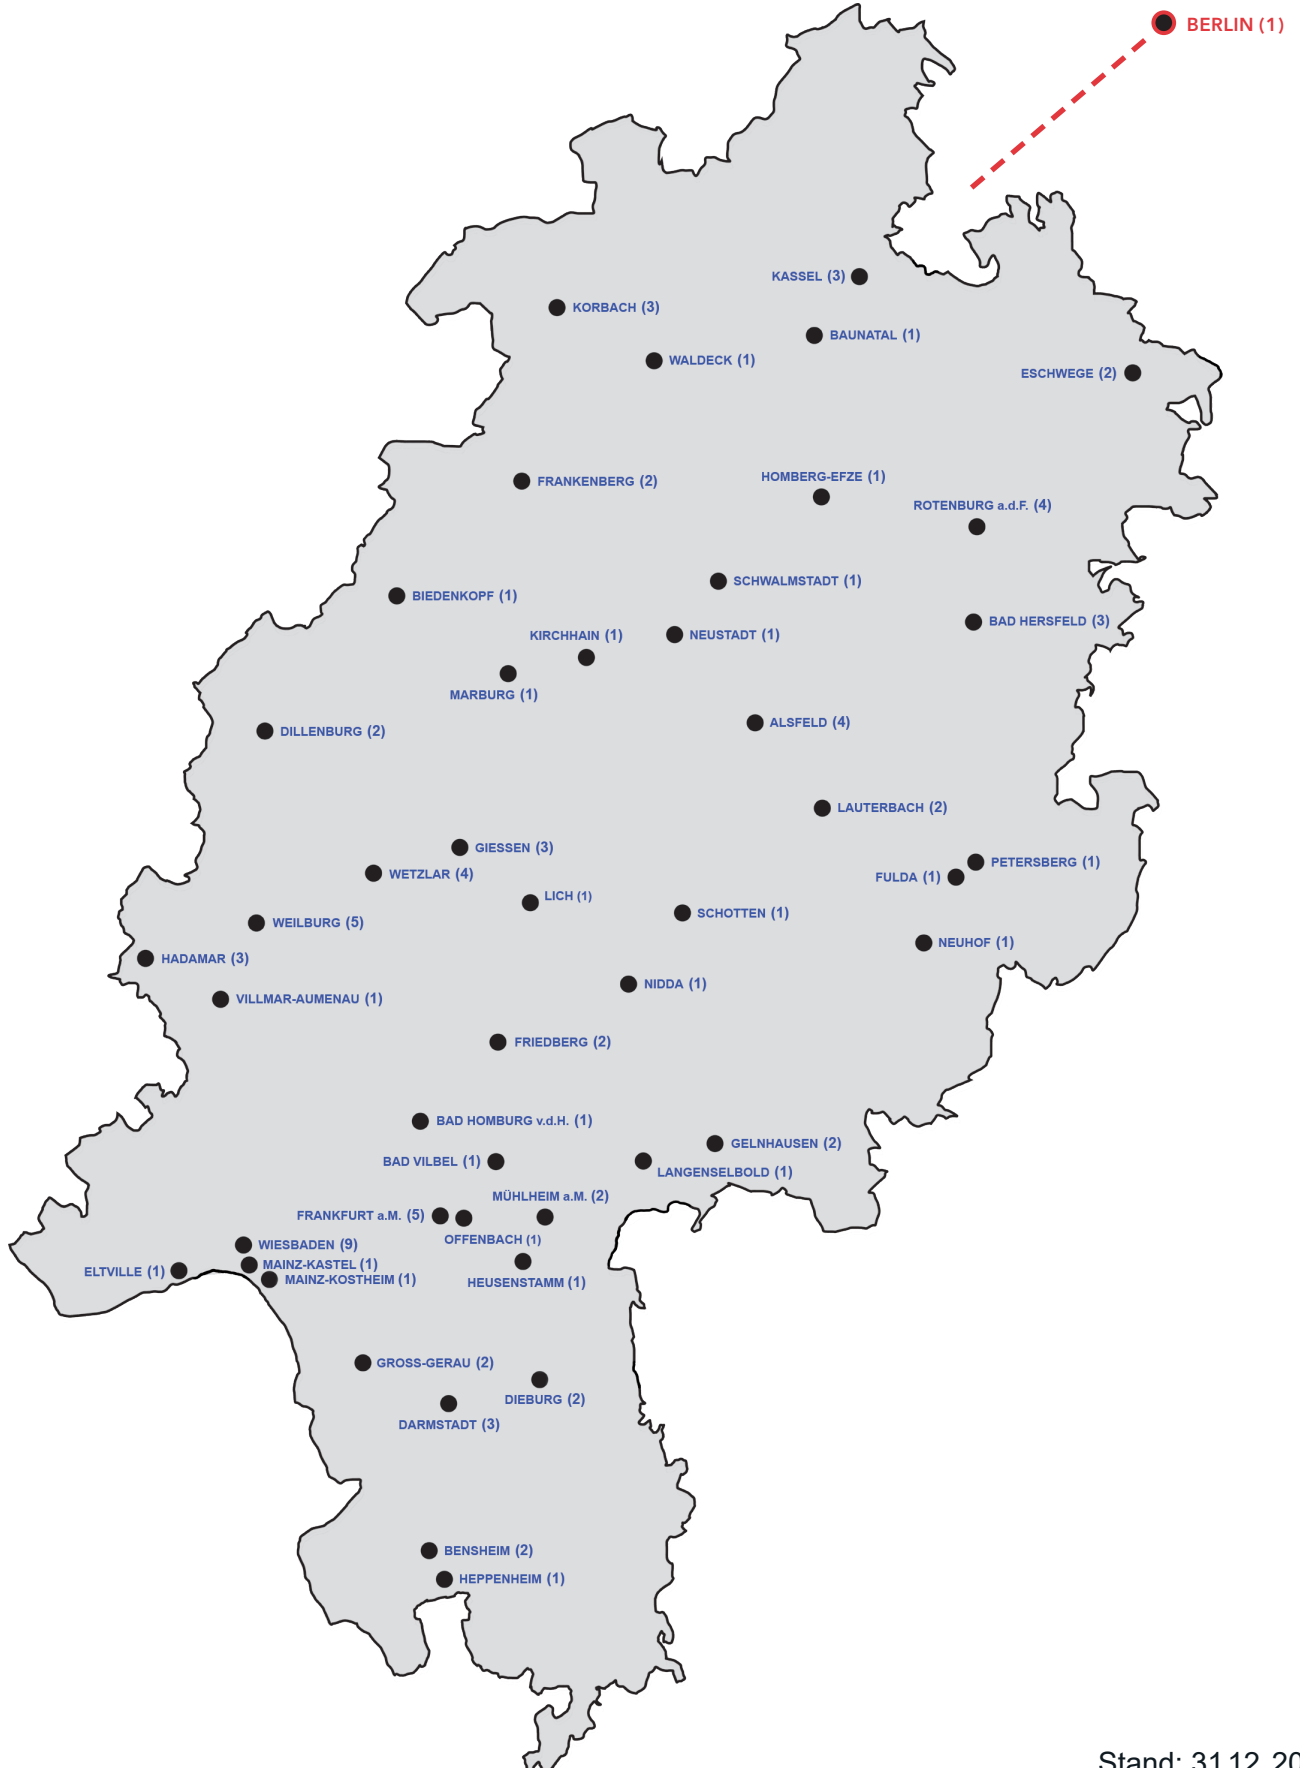 BERLIN (1)
KASSEL (3)
KORBACH (3)
BAUNATAL (1)
WALDECK (1)
ESCHWEGE (2)
HOMBERG-EFZE (1)
FRANKENBERG (2)
ROTENBURG a.d.F. (4)
SCHWALMSTADT (1)
BIEDENKOPF (1)
BAD HERSFELD (3)
KIRCHHAIN (1)
NEUSTADT (1)
MARBURG (1)
ALSFELD (4)
DILLENBURG (2)
LAUTERBACH (2)
GIESSEN (3)
PETERSBERG (1)
WETZLAR (4)
FULDA (1)
LICH (1)
SCHOTTEN (1)
WEILBURG (5)
NEUHOF (1)
HADAMAR (3)
NIDDA (1)
VILLMAR-AUMENAU (1)
FRIEDBERG (2)
BAD HOMBURG v.d.H. (1)
GELNHAUSEN (2)
BAD VILBEL (1)
LANGENSELBOLD (1)
MÜHLHEIM a.M. (2)
FRANKFURT a.M. (5)
OFFENBACH (1)
WIESBADEN (9)
MAINZ-KASTEL (1)
ELTVILLE (1)
MAINZ-KOSTHEIM (1)
HEUSENSTAMM (1)
GROSS-GERAU (2)
DIEBURG (2)
DARMSTADT (3)
BENSHEIM (2)
HEPPENHEIM (1)
Stand: 31.12.20